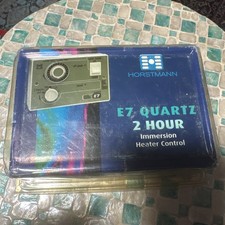 HORSTMANN
E7 QUARTZ
2 HOUR
Immersion
Heater Control